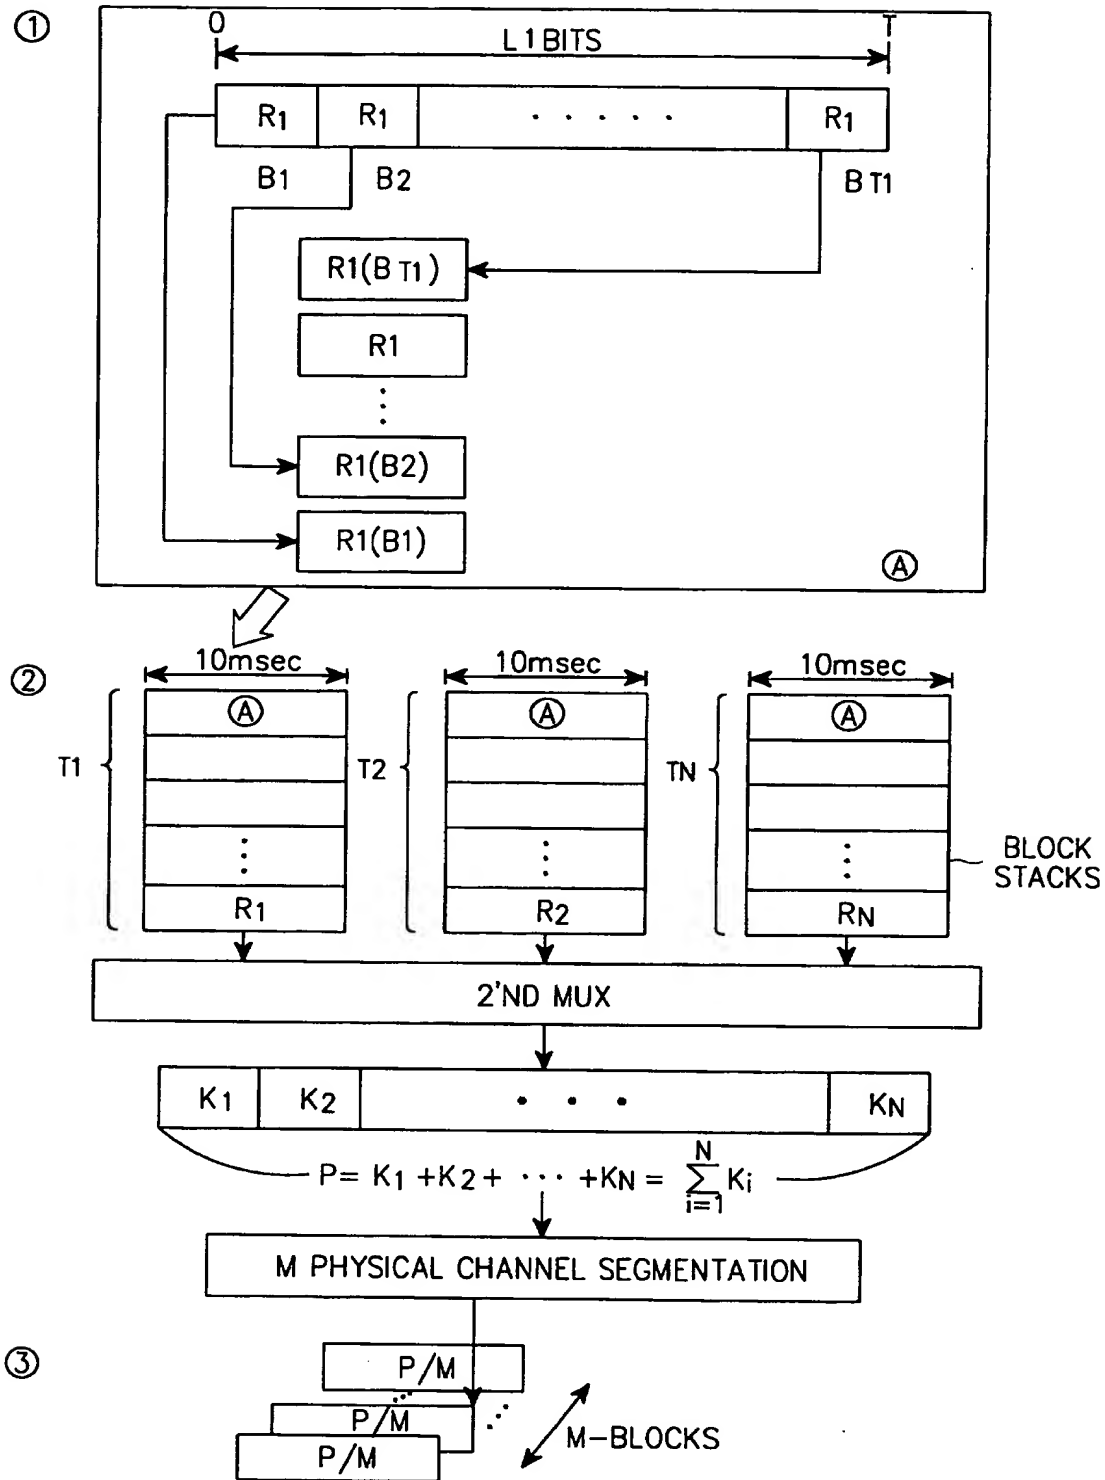 ①
0 T
L1BITS
R1 R1 · · · · · R1
B1 B2 BT1
R1(BT1)
R1
R1(B2)
R1(B1)
Ⓐ
②
10msec 10msec 10msec
Ⓐ Ⓐ Ⓐ
T1 T2 TN
BLOCK
STACKS
R1 R2 RN
2'ND MUX
K1 K2 · · · KN
P= K1 +K2+ ··· +KN = ∑ N i=1 Ki
M PHYSICAL CHANNEL SEGMENTATION
③
P/M
P/M
M-BLOCKS
P/M